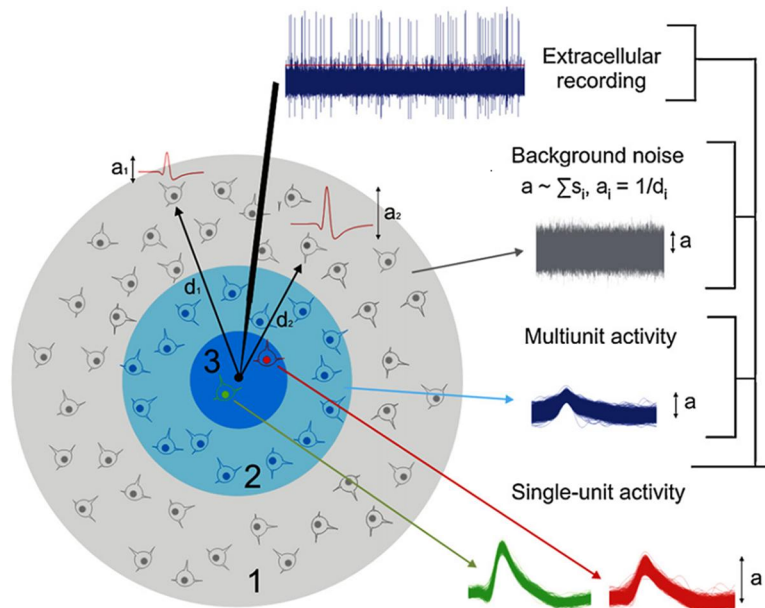 Extracellular
recording
Background noise
a ~ ∑sᵢ, aᵢ = 1/dᵢ
a₁
a₂
a
d₁
d₂
Multiunit activity
3
a
2
Single-unit activity
a
1